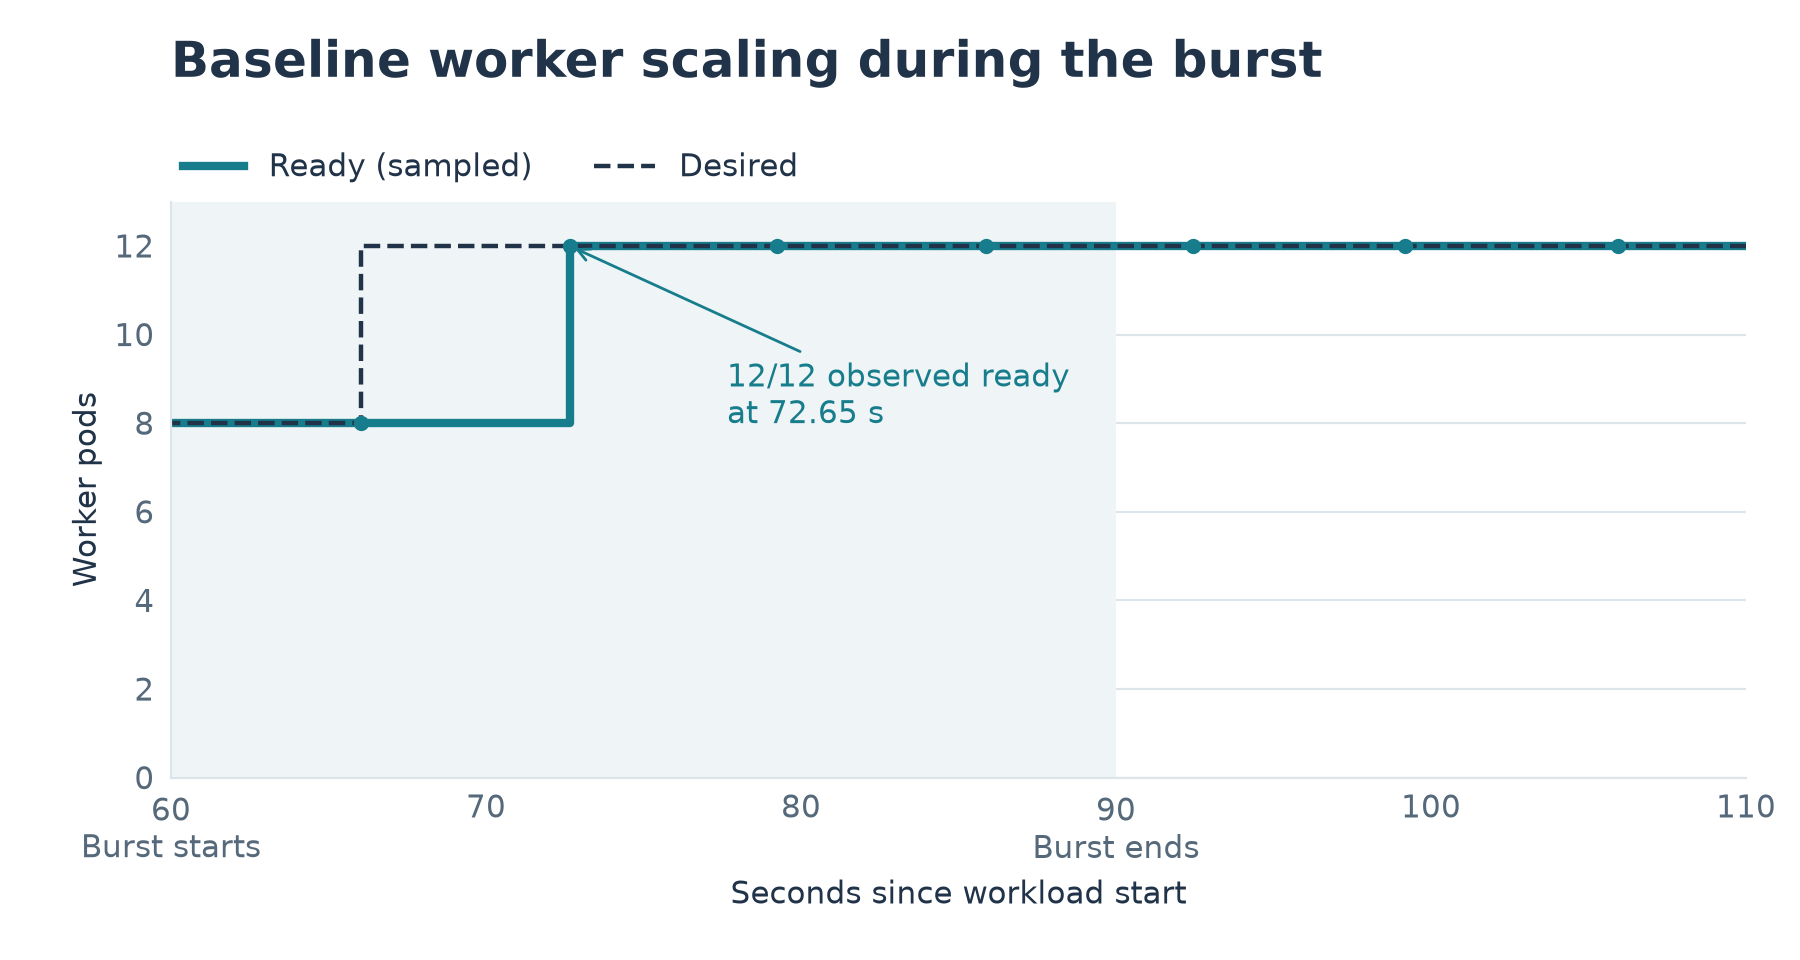 Baseline worker scaling during the burst
Ready (sampled)
Desired
12
10
8
6
4
2
0
Worker pods
12/12 observed ready
at 72.65 s
60
70
80
90
100
110
Burst starts
Burst ends
Seconds since workload start